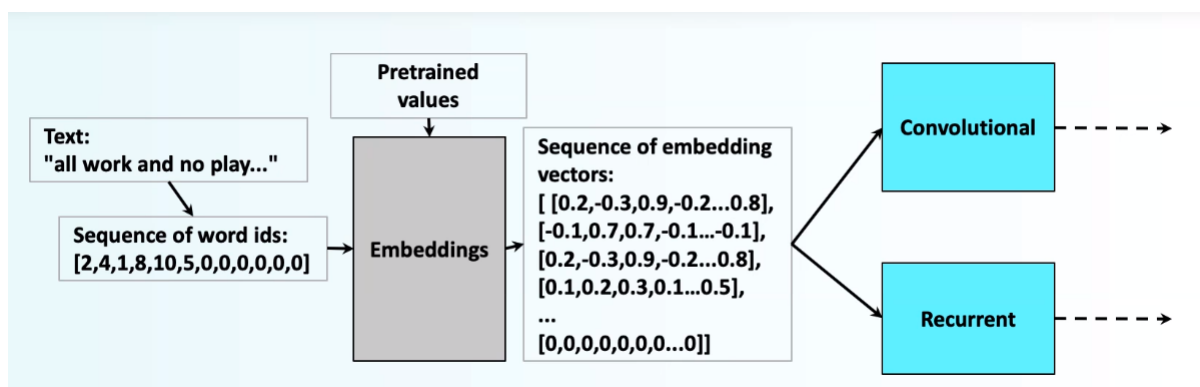 Text:
"all work and no play..."
Sequence of word ids:
[2,4,1,8,10,5,0,0,0,0,0,0]
Pretrained
values
Embeddings
Sequence of embedding
vectors:
[ [0.2,-0.3,0.9,-0.2...0.8],
[-0.1,0.7,0.7,-0.1...-0.1],
[0.2,-0.3,0.9,-0.2...0.8],
[0.1,0.2,0.3,0.1...0.5],
...
[0,0,0,0,0,0,0...0]]
Convolutional
Recurrent